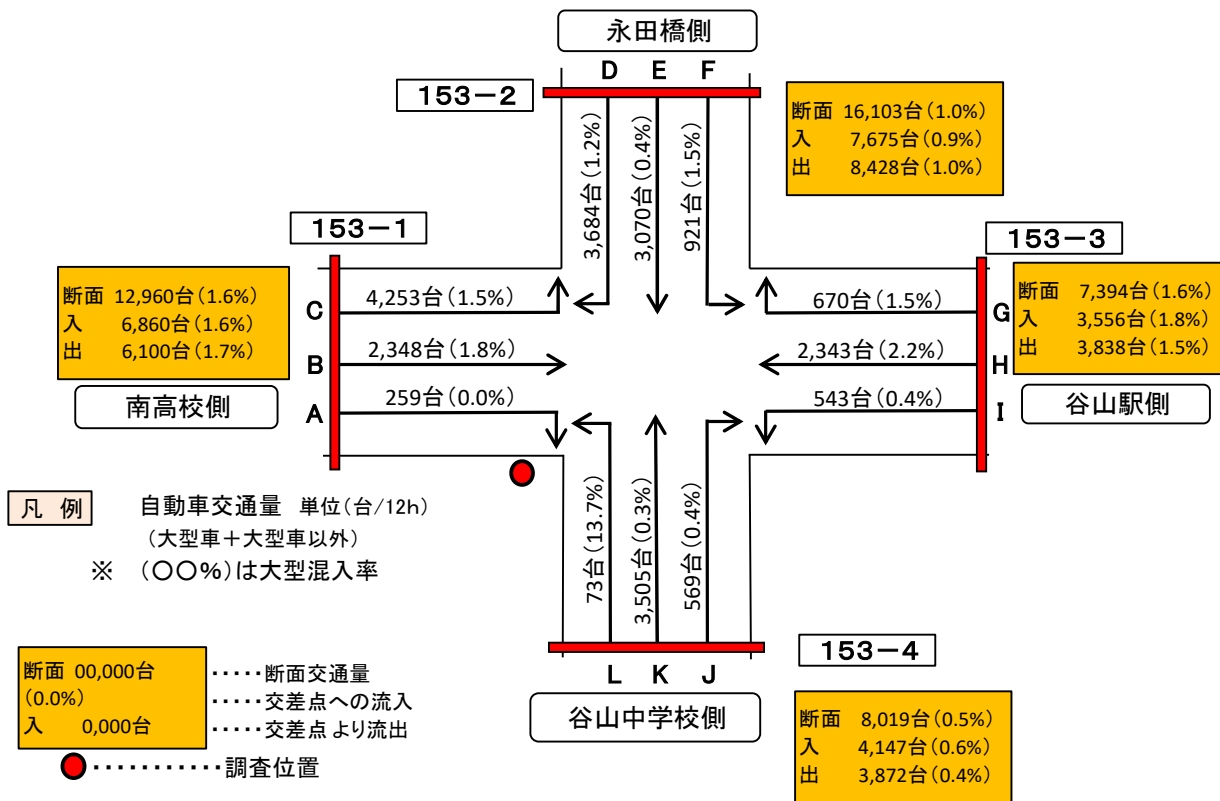 永田橋側
D E F
153-2
断面 16,103台(1.0%)
入 7,675台(0.9%)
出 8,428台(1.0%)
3,684台(1.2%)
3,070台(0.4%)
921台(1.5%)
153-1
153-3
断面 12,960台(1.6%)
入 6,860台(1.6%)
出 6,100台(1.7%)
南高校側
C 4,253台(1.5%)
B 2,348台(1.8%)
A 259台(0.0%)
670台(1.5%) G
2,343台(2.2%) H
543台(0.4%) I
断面 7,394台(1.6%)
入 3,556台(1.8%)
出 3,838台(1.5%)
谷山駅側
凡 例
自動車交通量 単位(台/12h)
(大型車+大型車以外)
※ (〇〇%)は大型混入率
73台(13.7%)
3,505台(0.3%)
569台(0.4%)
L K J
153-4
谷山中学校側
断面 8,019台(0.5%)
入 4,147台(0.6%)
出 3,872台(0.4%)
断面 00,000台
(0.0%)
入 0,000台
・・・・・断面交通量
・・・・・交差点への流入
・・・・・交差点より流出
・・・・・・・・・・・調査位置